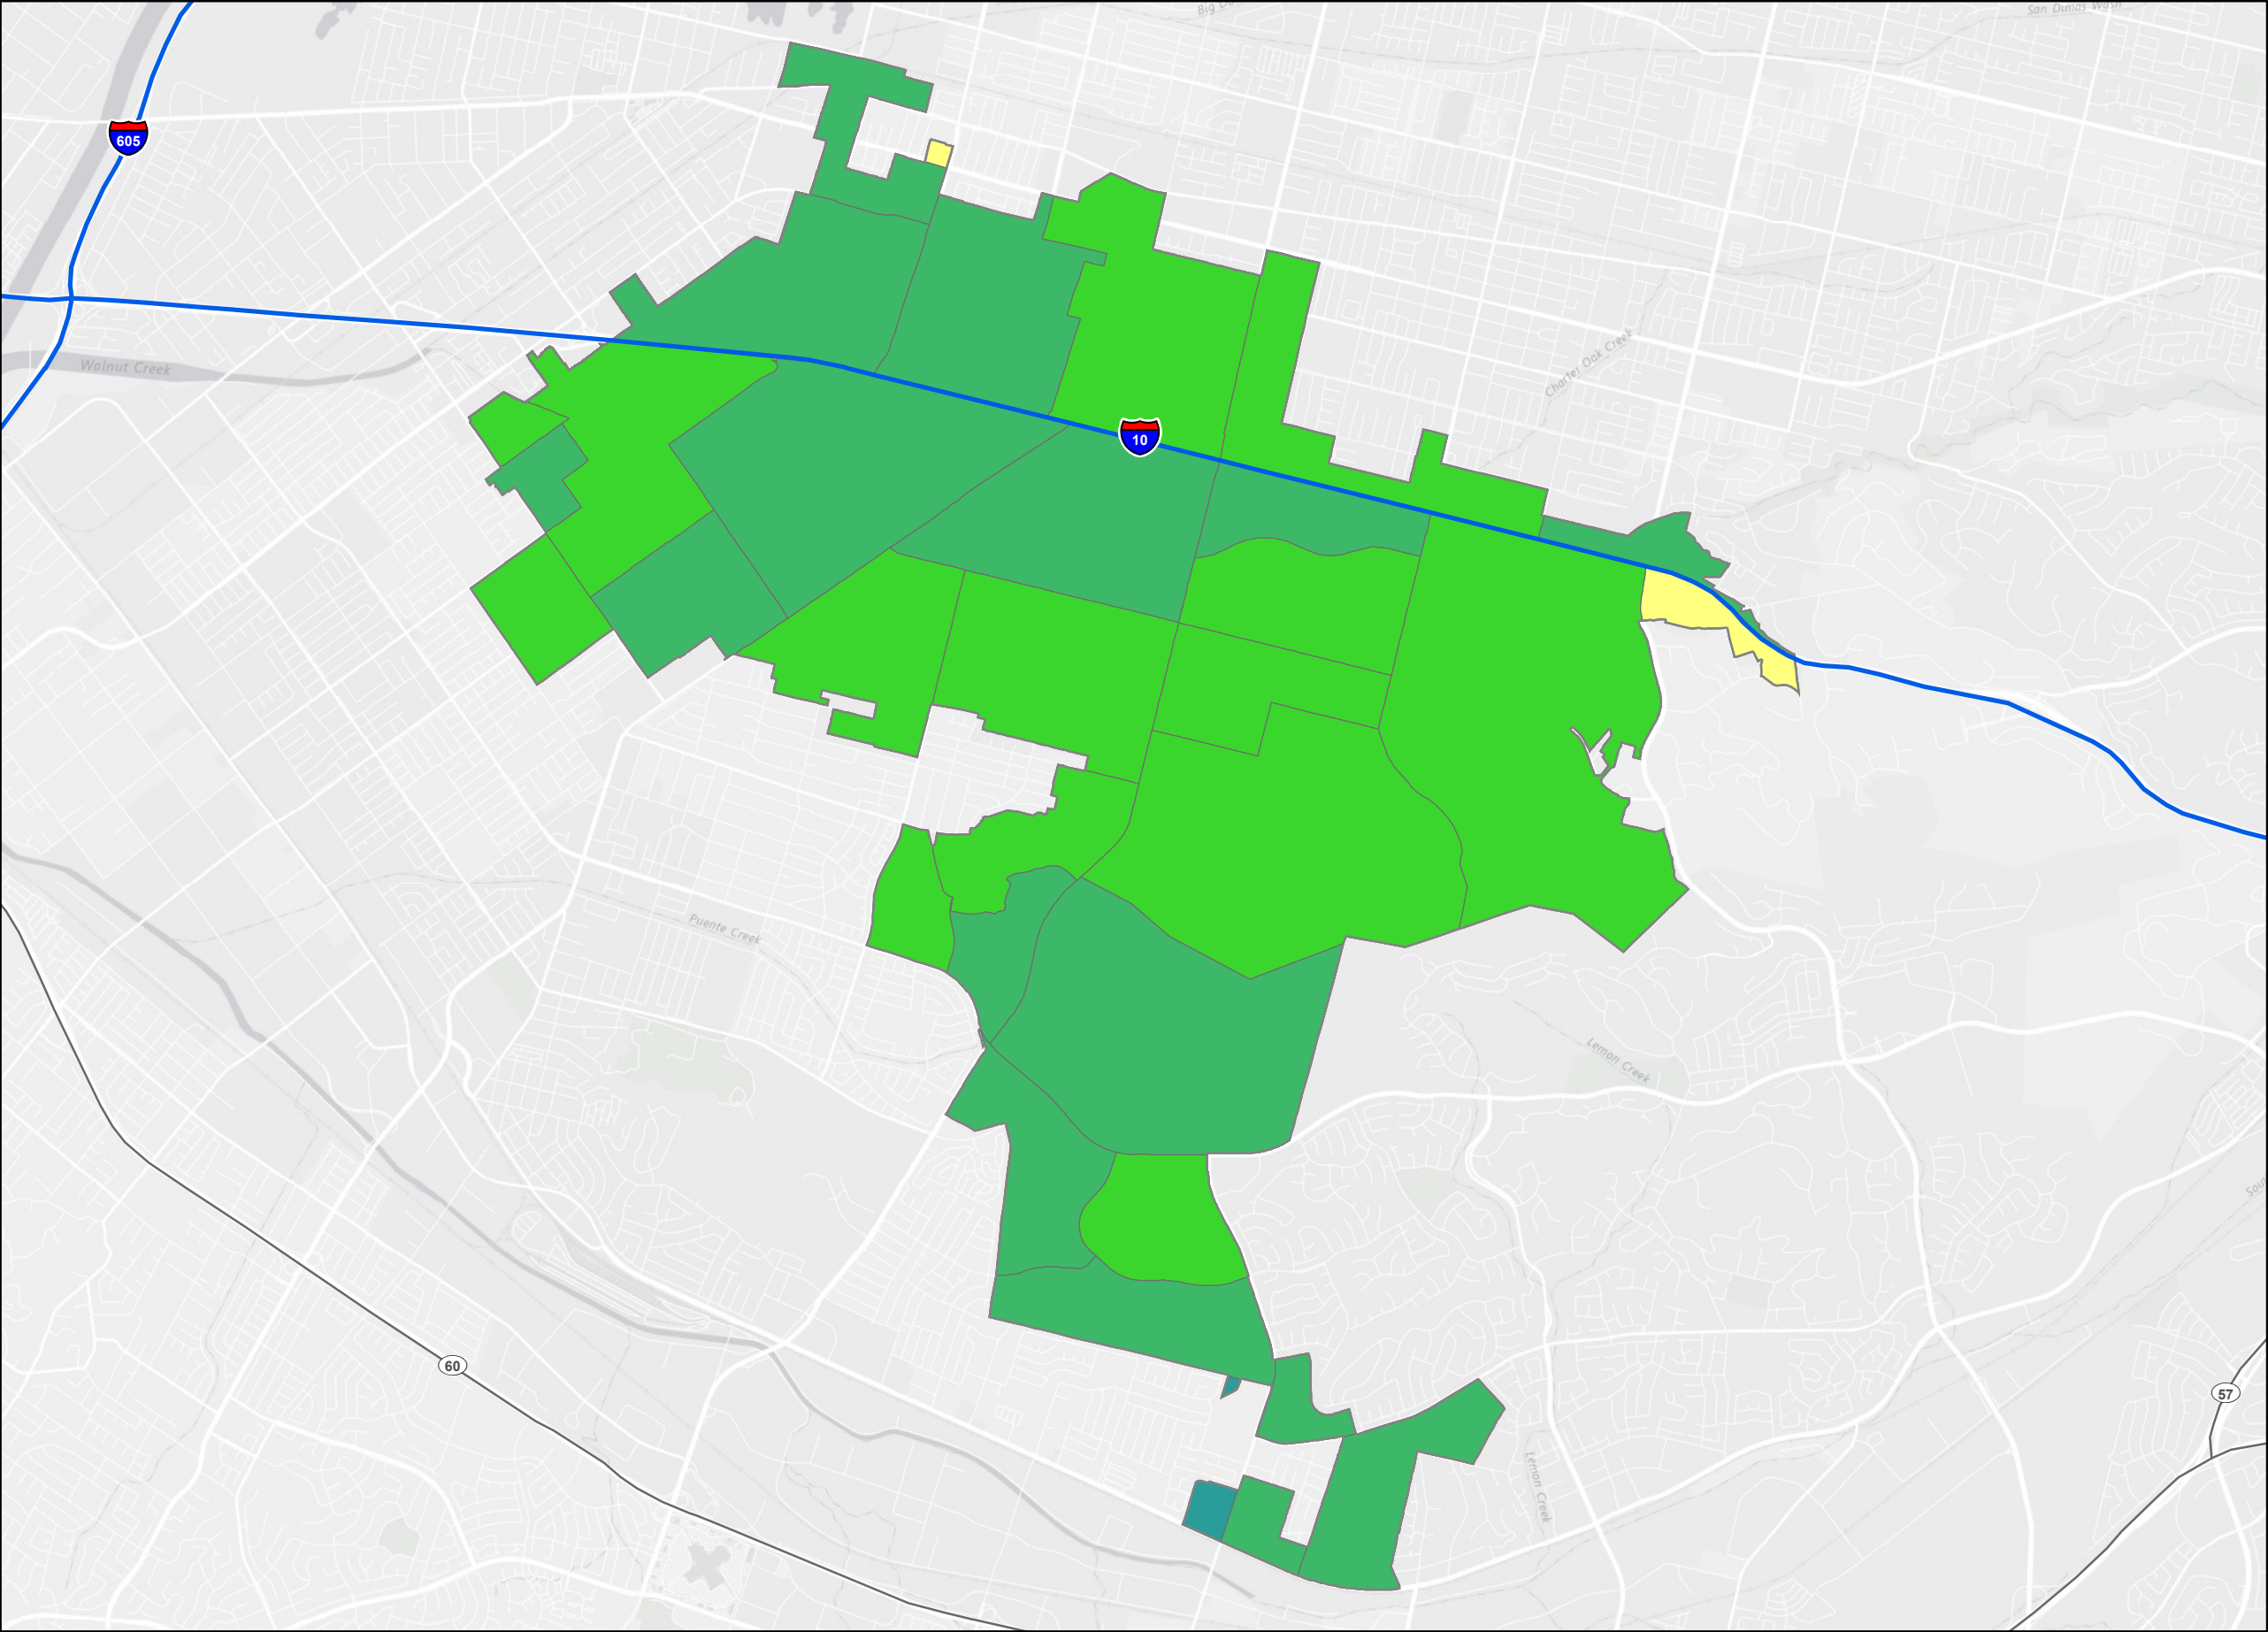 San Dimas Wash
605
Charter Oak Creek
Walnut Creek
10
Puente Creek
Lemon Creek
60
57
Lemon Creek